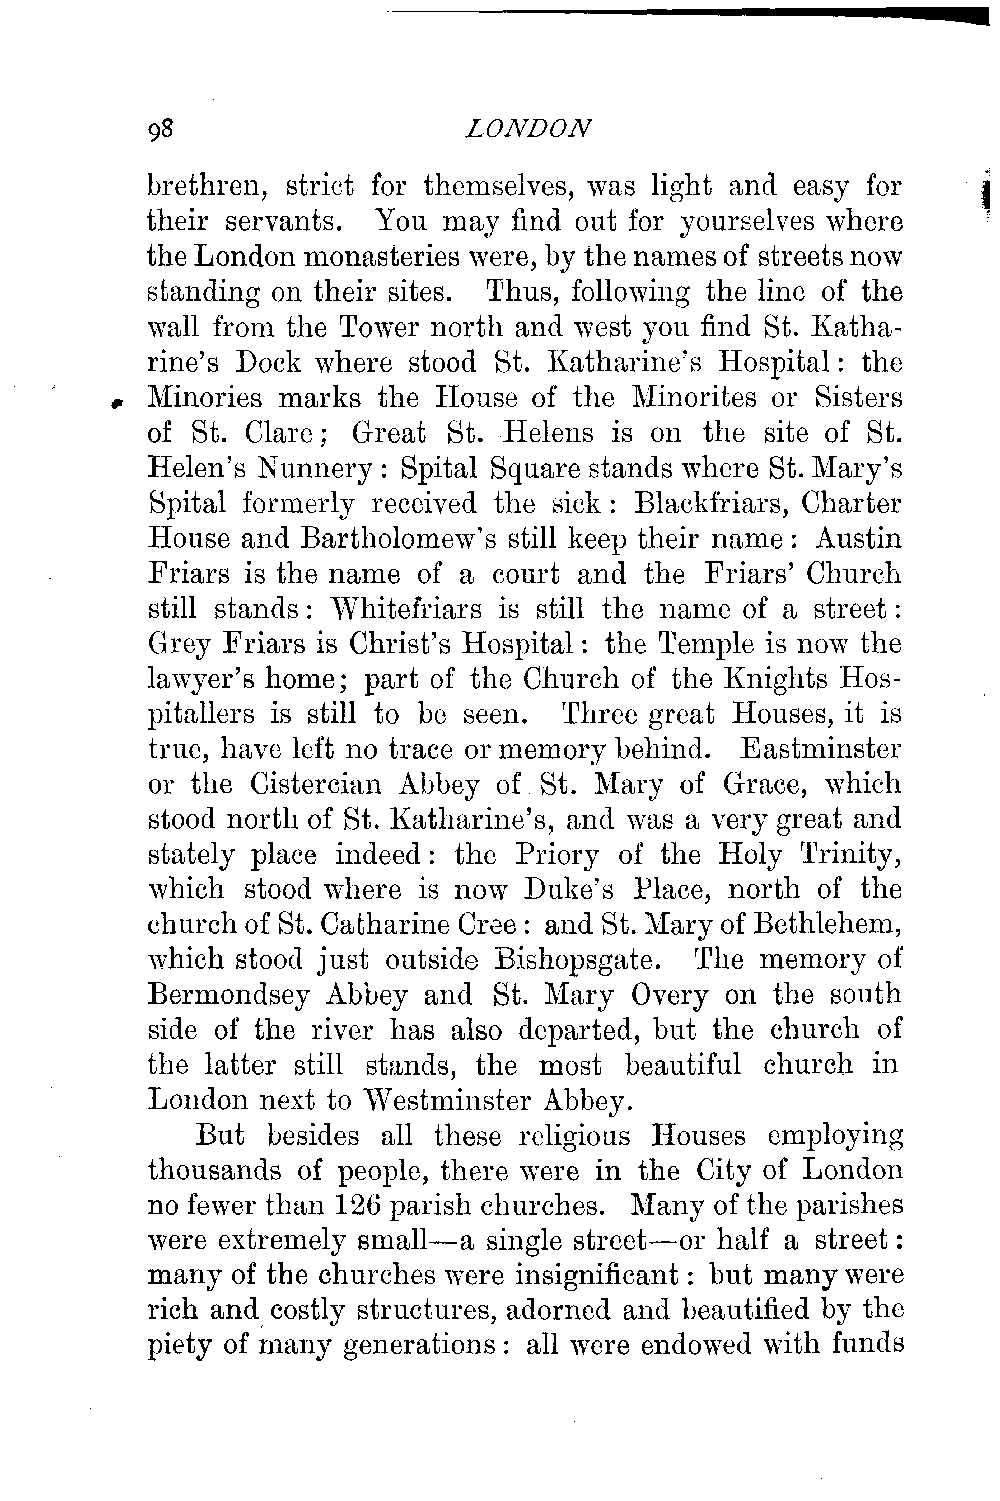 98 LONDON
brethren, strict for themselves, was light and easy for
their servants. You may find out for yourselves where
the London monasteries were, by the names of streets now
standing on their sites. Thus, following the line of the
wall from the Tower north and west you find St. Katha-
rine's Dock where stood St. Katharine's Hospital: the
Minories marks the House of the Minorites or Sisters
of St. Clare; Great St. Helens is on the site of St.
Helen's Nunnery: Spital Square stands where St. Mary's
Spital formerly received the sick: Blackfriars, Charter
House and Bartholomew's still keep their name: Austin
Friars is the name of a court and the Friars' Church
still stands: Whitefriars is still the name of a street:
Grey Friars is Christ's Hospital: the Temple is now the
lawyer's home; part of the Church of the Knights Hos-
pitallers is still to be seen. Three great Houses, it is
true, have left no trace or memory behind. Eastminster
or the Cistercian Abbey of St. Mary of Grace, which
stood north of St. Katharine's, and was a very great and
stately place indeed: the Priory of the Holy Trinity,
which stood where is now Duke's Place, north of the
church of St. Catharine Cree: and St. Mary of Bethlehem,
which stood just outside Bishopsgate. The memory of
Bermondsey Abbey and St. Mary Overy on the south
side of the river has also departed, but the church of
the latter still stands, the most beautiful church in
London next to Westminster Abbey.
But besides all these religious Houses employing
thousands of people, there were in the City of London
no fewer than 126 parish churches. Many of the parishes
were extremely small—a single street—or half a street:
many of the churches were insignificant: but many were
rich and costly structures, adorned and beautified by the
piety of many generations: all were endowed with funds